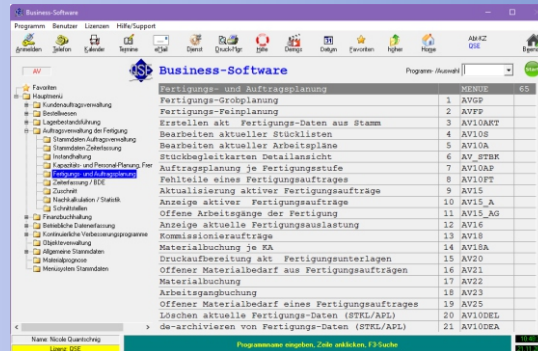 Business-Software
Programm Benutzer Lizenzen Hilfe/Support
Anmelden Telefon Kalender Termine eMail Dienst Druck-Mgr Hilfe Datum Favoriten höher Home
Abt-KZ
QSE
AV
QSE
Business-Software
Programm- /Auswahl
Start
Favoriten
Hauptmenü
Kundenauftragsverwaltung
Bestellwesen
Lagerbestandsführung
Auftragsverwaltung der Fertigung
Stammdaten Auftragsverwaltung
Stammdaten Zeiterfassung
Instandhaltung
Kapazitäts- und Personal-Planung, Frem
Fertigungs- und Auftragsplanung
Zeiterfassung / BDE
Zuschnitt
Nachkalkulation / Statistik
Schnittstellen
Finanzbuchhaltung
Betriebliche Datenerfassung
Kontinuierliche Verbesserungsprogramme
Objekteverwaltung
Allgemeine Stammdaten
Materialprognose
Menüsystem Stammdaten
Fertigungs- und Auftragsplanung MENUE 65
Fertigungs-Grobplanung 1 AVGP
Fertigungs-Feinplanung 2 AVFP
Erstellen akt Fertigungs-Daten aus Stamm 3 AV10AKT
Bearbeiten aktueller Stücklisten 4 AV10S
Bearbeiten aktueller Arbeitspläne 5 AV10A
Stückbegleitkarten Detailansicht 6 AV_STBK
Auftragsplanung je Fertigungsstufe 7 AV10AP
Fehlteile eines Fertigungsauftrages 8 AV10FT
Aktualisierung aktiver Fertigungsaufträge 9 AV15
Anzeige aktiver Fertigungsaufträge 10 AV15_A
Offene Arbeitsgänge der Fertigung 11 AV15_AG
Anzeige aktuelle Fertigungsauslastung 12 AV16
Kommissionieraufträge 13 AV18
Materialbuchung je KA 14 AV18A
Druckaufbereitung akt Fertigungsunterlagen 15 AV20
Offener Materialbedarf aus Fertigungsaufträgen 16 AV21
Materialbuchung 17 AV22
Arbeitsgangbuchung 18 AV23
Offener Materialbedarf eines Fertigungsauftrages 19 AV25
Löschen aktuelle Fertigungs-Daten (STKL/APL) 20 AV10DEL
de-archivieren von Fertigungs-Daten (STKL/APL) 21 AV10DEA
Name: Nicole Quantschnig
Lizenz: QSE
Programmname eingeben, Zeile anklicken, F3-Suche